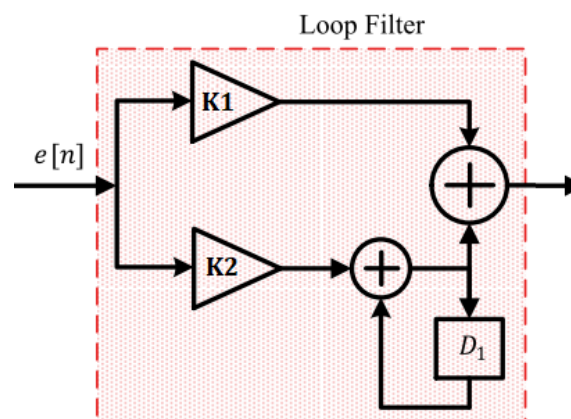 Loop Filter
K1
e[n]
K2
D₁